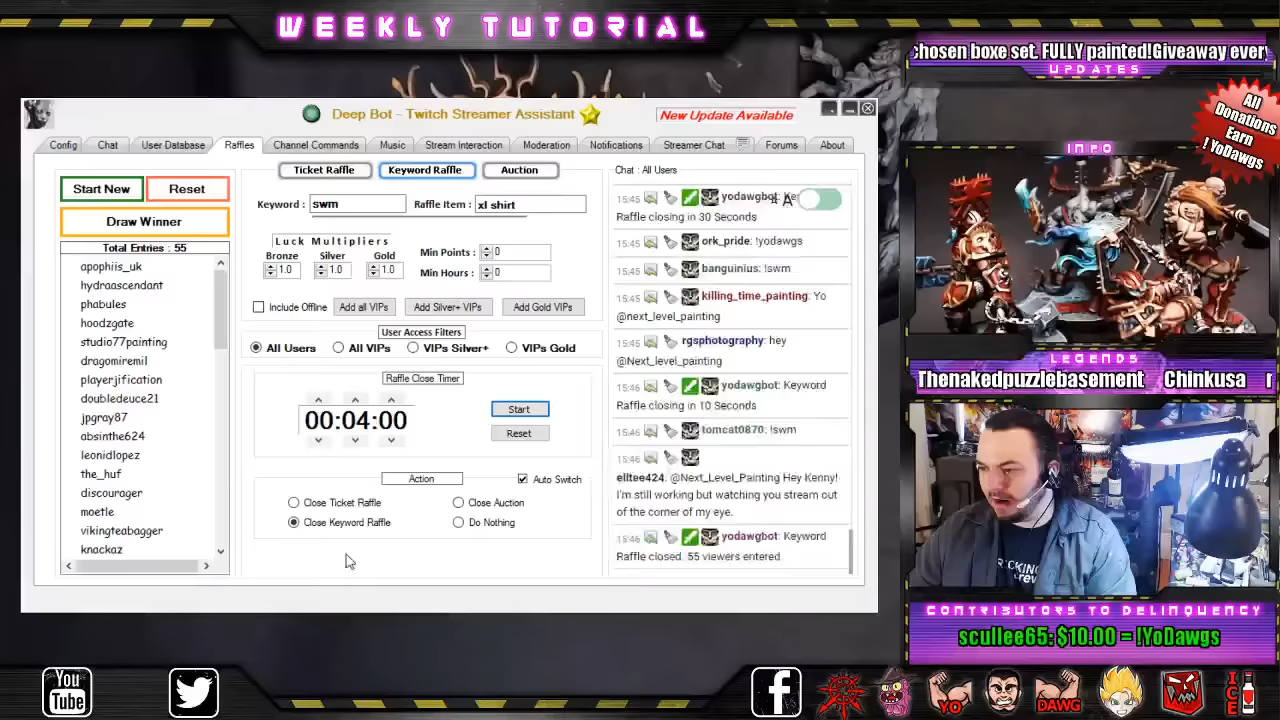 WEEKLY TUTORIAL
chosen boxe set. FULLY painted!Giveaway ever
UPDATES
All
Donations
Earn
! YoDawgs
Deep Bot - Twitch Streamer Assistant
New Update Available
Config Chat User Database Raffles Channel Commands Music Stream Interaction Moderation Notifications Streamer Chat Forums About
Start New Reset
Draw Winner
Total Entries : 55
apophiis_uk
hydraascendant
phabules
hoodzgate
studio77painting
dragomiremil
playerjification
doubledeuce21
jpgray87
absinthe624
leonidlopez
the_huf
discourager
moetle
vikingteabagger
knackaz
Ticket Raffle Keyword Raffle Auction
Keyword : swm Raffle Item : xl shirt
Luck Multipliers
Bronze Silver Gold
1.0 1.0 1.0
Min Points : 0
Min Hours : 0
Include Offline Add all VIPs Add Silver+ VIPs Add Gold VIPs
User Access Filters
All Users All VIPs VIPs Silver+ VIPs Gold
Raffle Close Timer
00:04:00
Start
Reset
Action Auto Switch
Close Ticket Raffle Close Auction
Close Keyword Raffle Do Nothing
Chat : All Users
15:45 yodawgbot: Key
A
Raffle closing in 30 Seconds
15:45 ork_pride: !yodawgs
15:45 banguinius: !swm
15:45 killing_time_painting: Yo
@next_level_painting
15:45 rgsphotography: hey
@Next_level_painting
15:45 yodawgbot: Keyword
Raffle closing in 10 Seconds
15:46 tomcat0870: !swm
15:46
elltee424: @Next_Level_Painting Hey Kenny!
I'm still working but watching you stream out
of the corner of my eye.
15:46 yodawgbot: Keyword
Raffle closed. 55 viewers entered
INFO
LEGENDS
Thenakedpuzzlebasement Chinkusa
CONTRIBUTORS TO DELINQUENCY
scullee65: $10.00 = !YoDawgs
You
Tube
f
YO
DAWG
ICE